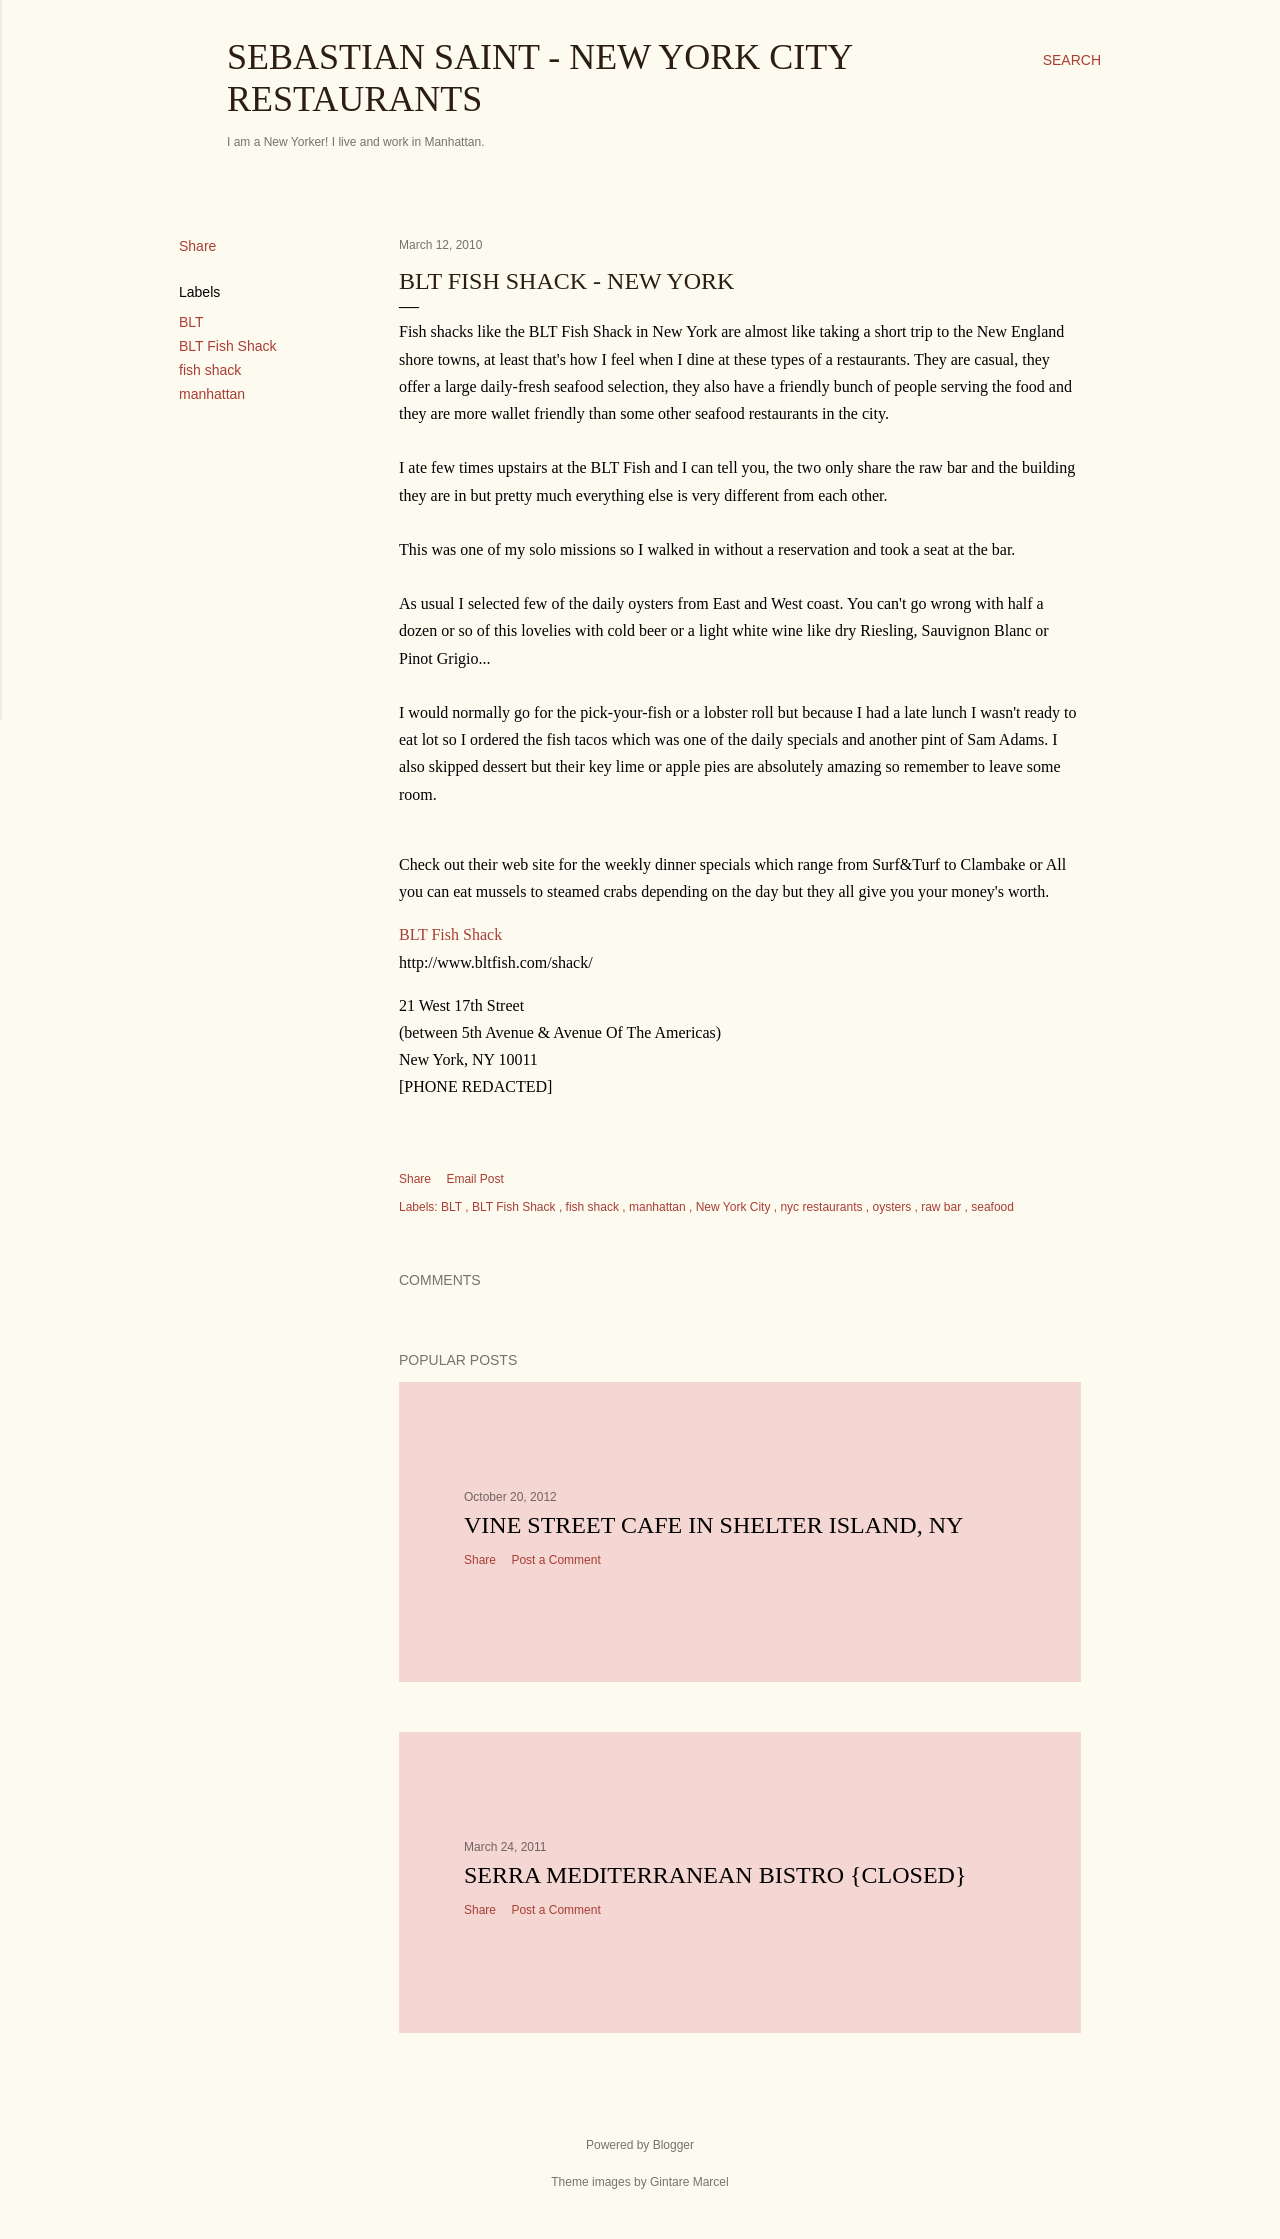 SEBASTIAN SAINT - NEW YORK CITY
RESTAURANTS
SEARCH
I am a New Yorker! I live and work in Manhattan.
Share
Labels
BLT
BLT Fish Shack
fish shack
manhattan
March 12, 2010
BLT FISH SHACK - NEW YORK
Fish shacks like the BLT Fish Shack in New York are almost like taking a short trip to the New England
shore towns, at least that's how I feel when I dine at these types of a restaurants. They are casual, they
offer a large daily-fresh seafood selection, they also have a friendly bunch of people serving the food and
they are more wallet friendly than some other seafood restaurants in the city.
I ate few times upstairs at the BLT Fish and I can tell you, the two only share the raw bar and the building
they are in but pretty much everything else is very different from each other.
This was one of my solo missions so I walked in without a reservation and took a seat at the bar.
As usual I selected few of the daily oysters from East and West coast. You can't go wrong with half a
dozen or so of this lovelies with cold beer or a light white wine like dry Riesling, Sauvignon Blanc or
Pinot Grigio...
I would normally go for the pick-your-fish or a lobster roll but because I had a late lunch I wasn't ready to
eat lot so I ordered the fish tacos which was one of the daily specials and another pint of Sam Adams. I
also skipped dessert but their key lime or apple pies are absolutely amazing so remember to leave some
room.
Check out their web site for the weekly dinner specials which range from Surf&Turf to Clambake or All
you can eat mussels to steamed crabs depending on the day but they all give you your money's worth.
BLT Fish Shack
http://www.bltfish.com/shack/
21 West 17th Street
(between 5th Avenue & Avenue Of The Americas)
New York, NY 10011
[PHONE REDACTED]
Share Email Post
Labels: BLT , BLT Fish Shack , fish shack , manhattan , New York City , nyc restaurants , oysters , raw bar , seafood
COMMENTS
POPULAR POSTS
October 20, 2012
VINE STREET CAFE IN SHELTER ISLAND, NY
Share Post a Comment
March 24, 2011
SERRA MEDITERRANEAN BISTRO {CLOSED}
Share Post a Comment
Powered by Blogger
Theme images by Gintare Marcel